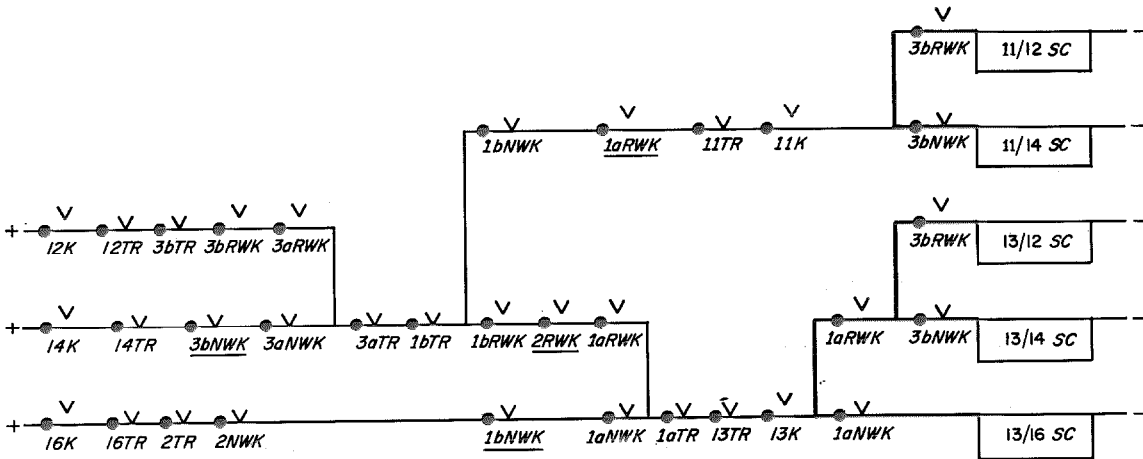 3bRWK 11/12 SC
1bNWK 1aRWK 11TR 11K 3bNWK 11/14 SC
+ 12K 12TR 3bTR 3bRWK 3aRWK 3bRWK 13/12 SC
+ 14K 14TR 3bNWK 3aNWK 3aTR 1bTR 1bRWK 2RWK 1aRWK 1aRWK 3bNWK 13/14 SC
+ 16K 16TR 2TR 2NWK 1bNWK 1aNWK 1aTR 13TR 13K 1aNWK 13/16 SC